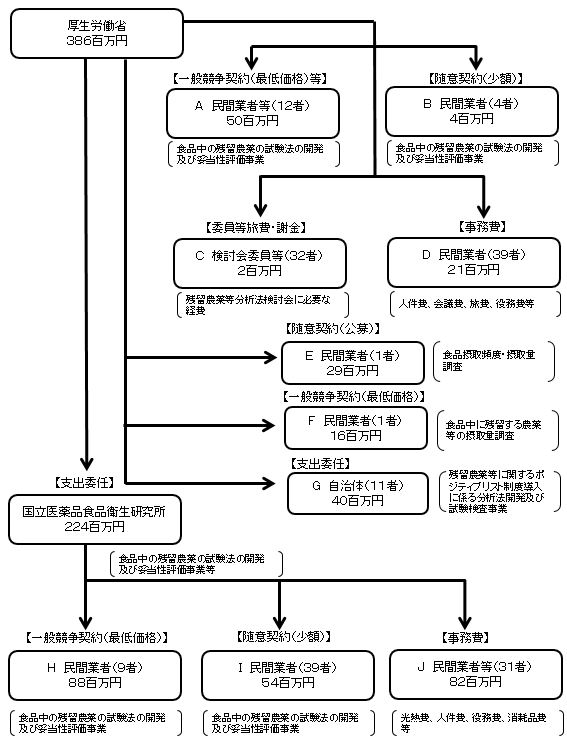 厚生労働省
386百万円
【一般競争契約(最低価格)等】
A 民間業者等(12者)
50百万円
食品中の残留農薬の試験法の開発
及び妥当性評価事業
【随意契約(少額)】
B 民間業者(4者)
4百万円
食品中の残留農薬の試験法の開発
及び妥当性評価事業
【委員等旅費・謝金】
C 検討会委員等(32者)
2百万円
残留農薬等分析法検討会に必要な
経費
【事務費】
D 民間業者(39者)
21百万円
人件費、会議費、旅費、役務費等
【随意契約(公募)】
E 民間業者(1者)
29百万円
食品摂取頻度・摂取量
調査
【一般競争契約(最低価格)】
F 民間業者(1者)
16百万円
食品中に残留する農薬
等の摂取量調査
【支出委任】
G 自治体(11者)
40百万円
残留農薬等に関するポ
ジティブリスト制度導入
に係る分析法開発及び
試験検査事業
【支出委任】
国立医薬品食品衛生研究所
224百万円
食品中の残留農薬の試験法の開発
及び妥当性評価事業等
【一般競争契約(最低価格)】
H 民間業者(9者)
88百万円
食品中の残留農薬の試験法の開発
及び妥当性評価事業
【随意契約(少額)】
I 民間業者(39者)
54百万円
食品中の残留農薬の試験法の開発
及び妥当性評価事業
【事務費】
J 民間業者等(31者)
82百万円
光熱費、人件費、役務費、消耗品費
等